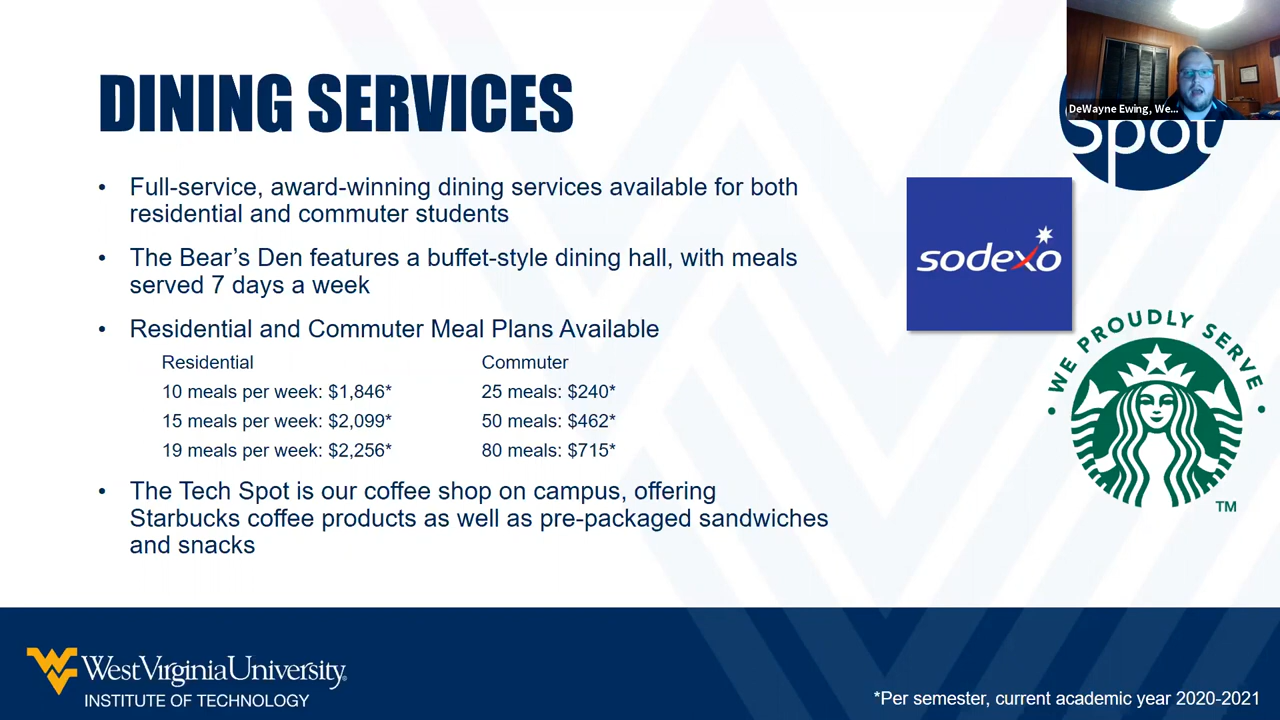 DINING SERVICES
DeWayne Ewing, We...
Spot
• Full-service, award-winning dining services available for both
residential and commuter students
• The Bear's Den features a buffet-style dining hall, with meals
served 7 days a week
sodexo
• Residential and Commuter Meal Plans Available
Residential Commuter
10 meals per week: $1,846* 25 meals: $240*
15 meals per week: $2,099* 50 meals: $462*
19 meals per week: $2,256* 80 meals: $715*
WE PROUDLY SERVE
TM
• The Tech Spot is our coffee shop on campus, offering
Starbucks coffee products as well as pre-packaged sandwiches
and snacks
WV
West Virginia University®
INSTITUTE OF TECHNOLOGY
*Per semester, current academic year 2020-2021